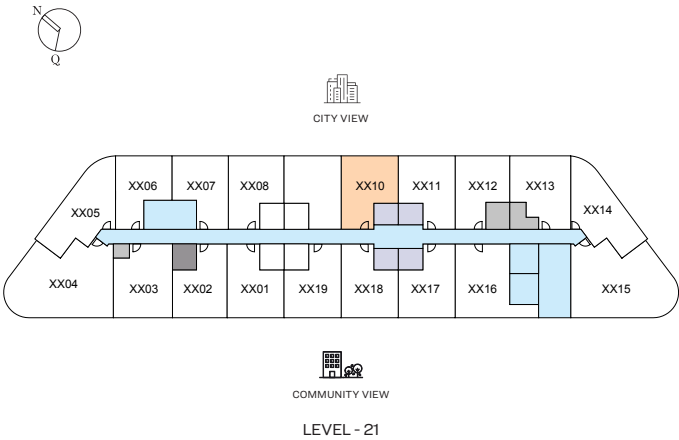 N
Q
CITY VIEW
XX06 XX07 XX08 XX10 XX11 XX12 XX13
XX05 XX14
XX04 XX03 XX02 XX01 XX19 XX18 XX17 XX16 XX15
COMMUNITY VIEW
LEVEL - 21